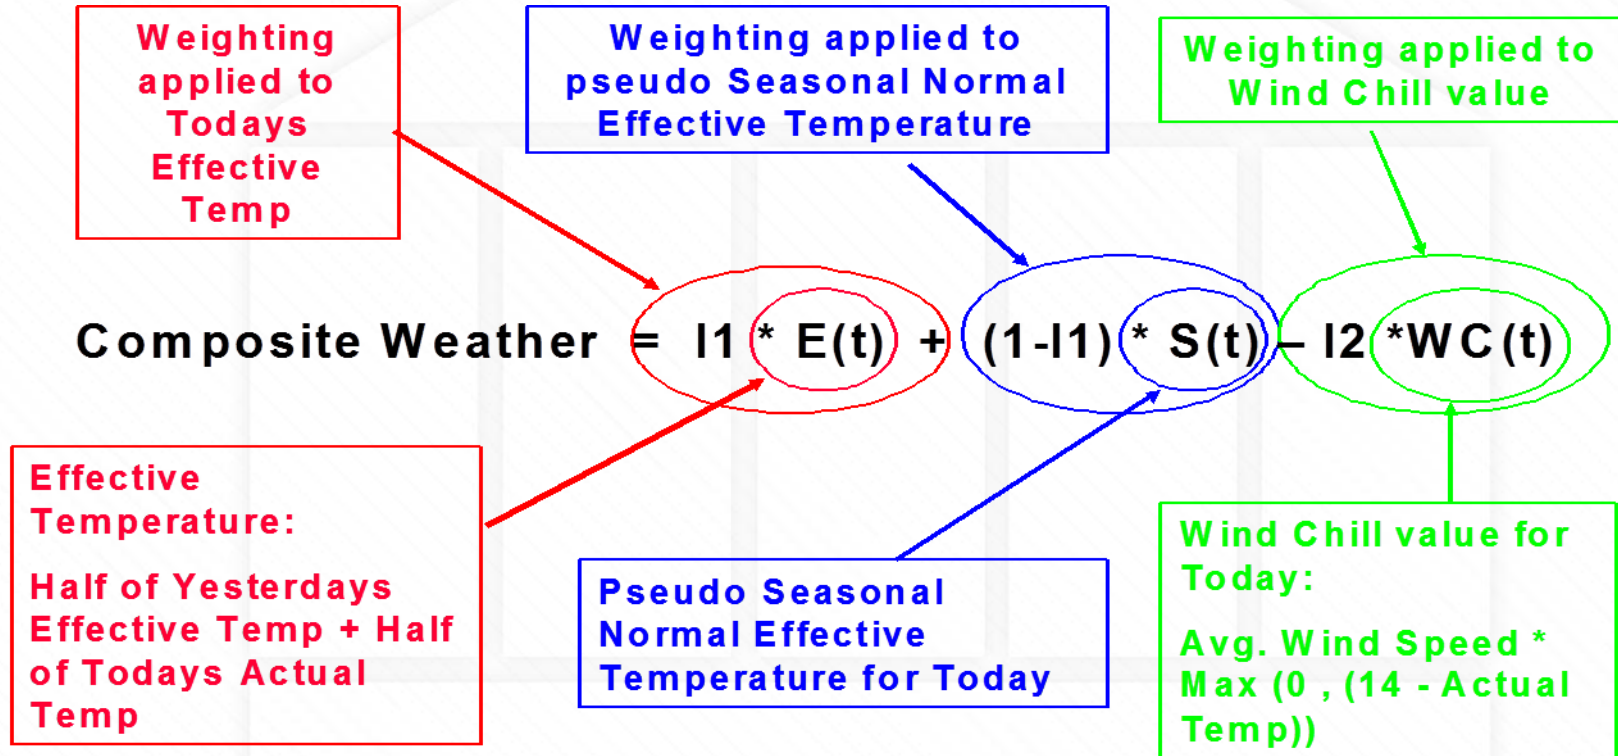 Weighting
applied to
Todays
Effective
Temp
Weighting applied to
pseudo Seasonal Normal
Effective Temperature
Weighting applied to
Wind Chill value
Composite Weather = I1 * E(t) + (1-I1) * S(t) – I2 *WC(t)
Effective
Temperature:
Half of Yesterdays
Effective Temp + Half
of Todays Actual
Temp
Pseudo Seasonal
Normal Effective
Temperature for Today
Wind Chill value for
Today:
Avg. Wind Speed *
Max (0 , (14 - Actual
Temp))